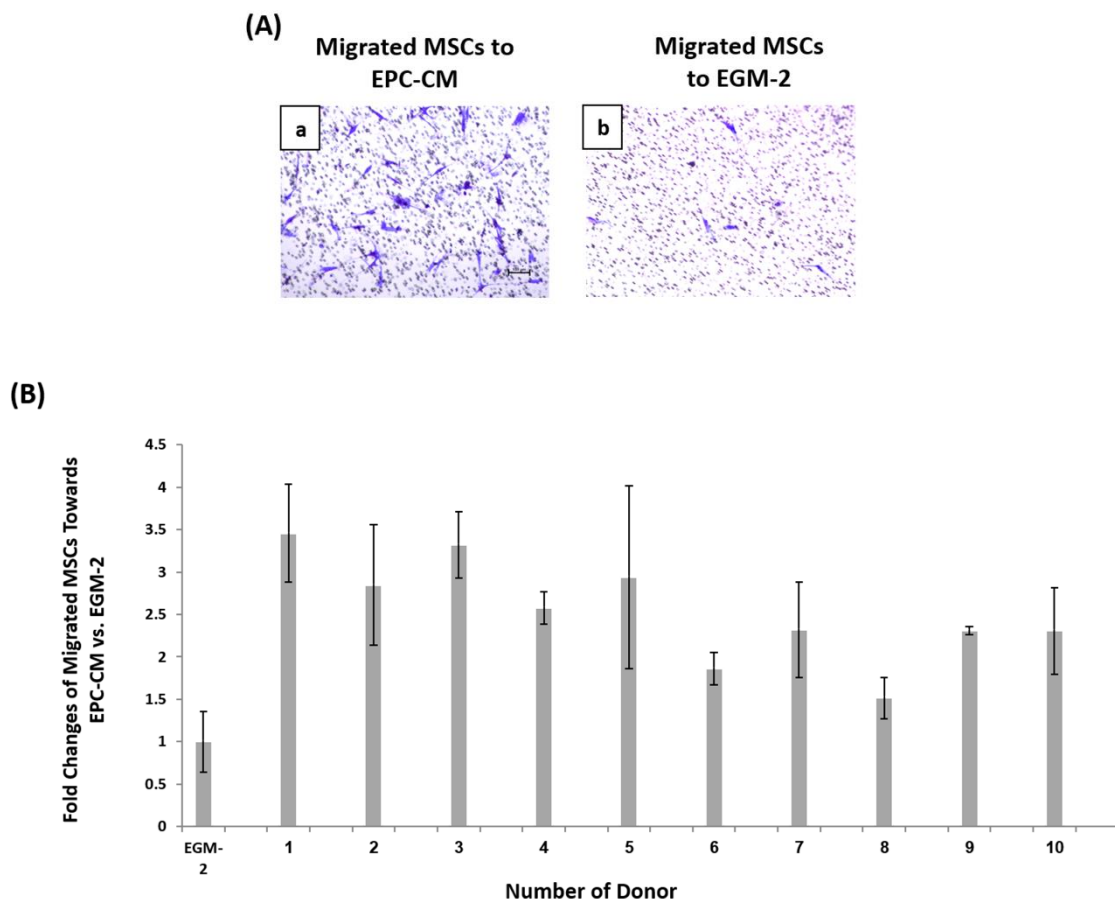 (A)
Migrated MSCs to
EPC-CM
Migrated MSCs
to EGM-2
a
b
(B)
Fold Changes of Migrated MSCs Towards
EPC-CM vs. EGM-2
4.5
4
3.5
3
2.5
2
1.5
1
0.5
0
EGM-
2
1
2
3
4
5
6
7
8
9
10
Number of Donor